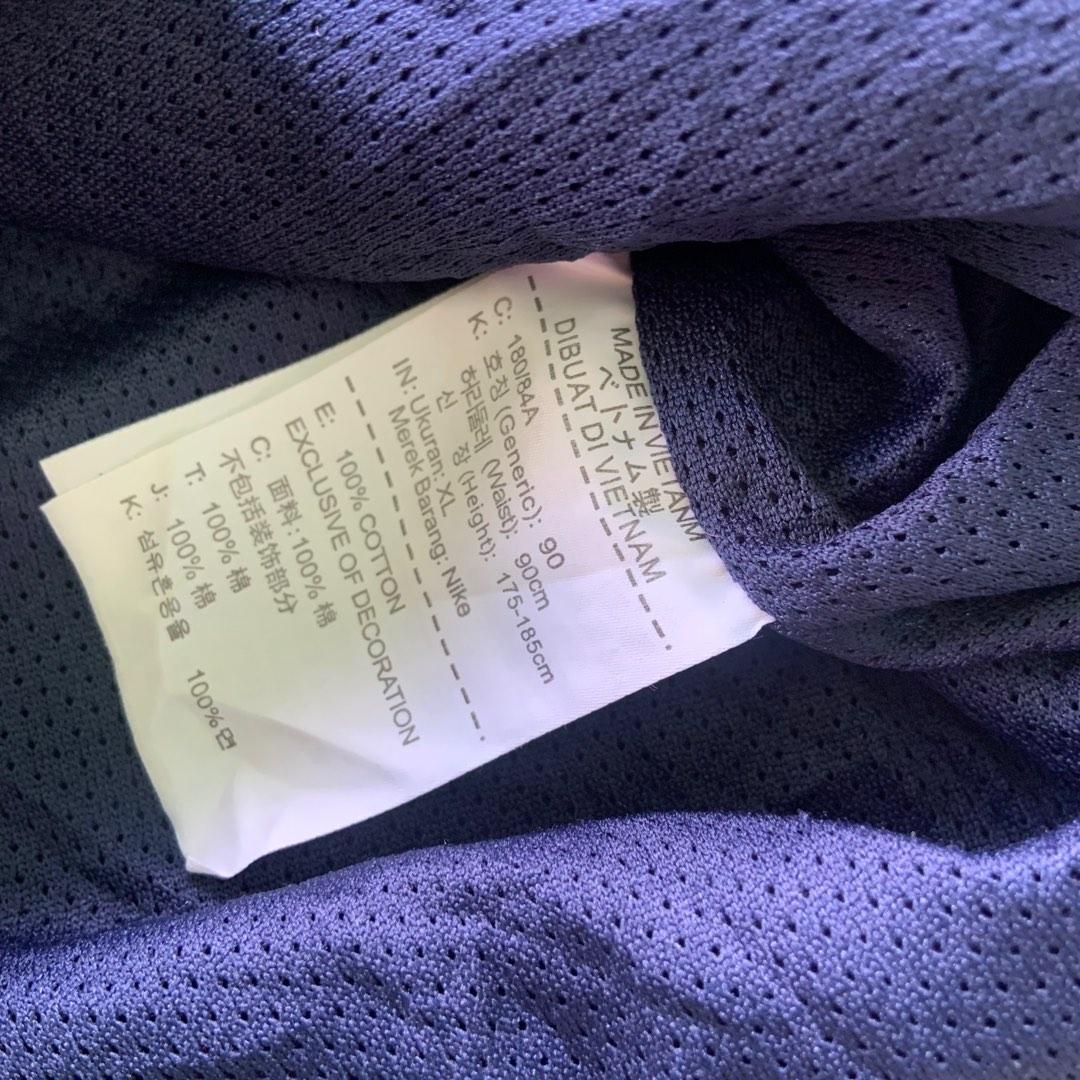 MADE IN VIETANM
ベトナム製
DIBUAT DI VIETNAM
C: 180/84A
K: 호칭 (Generic): 90
허리둘레 (Waist): 90cm
신 장 (Height): 175-185cm
IN: Ukuran: XL
Merek Barang: Nike
E: 100% COTTON
EXCLUSIVE OF DECORATION
C: 面料: 100% 棉
不包括装饰部分
T: 100% 棉
J: 100% 棉
K: 섬유혼용율 100%면